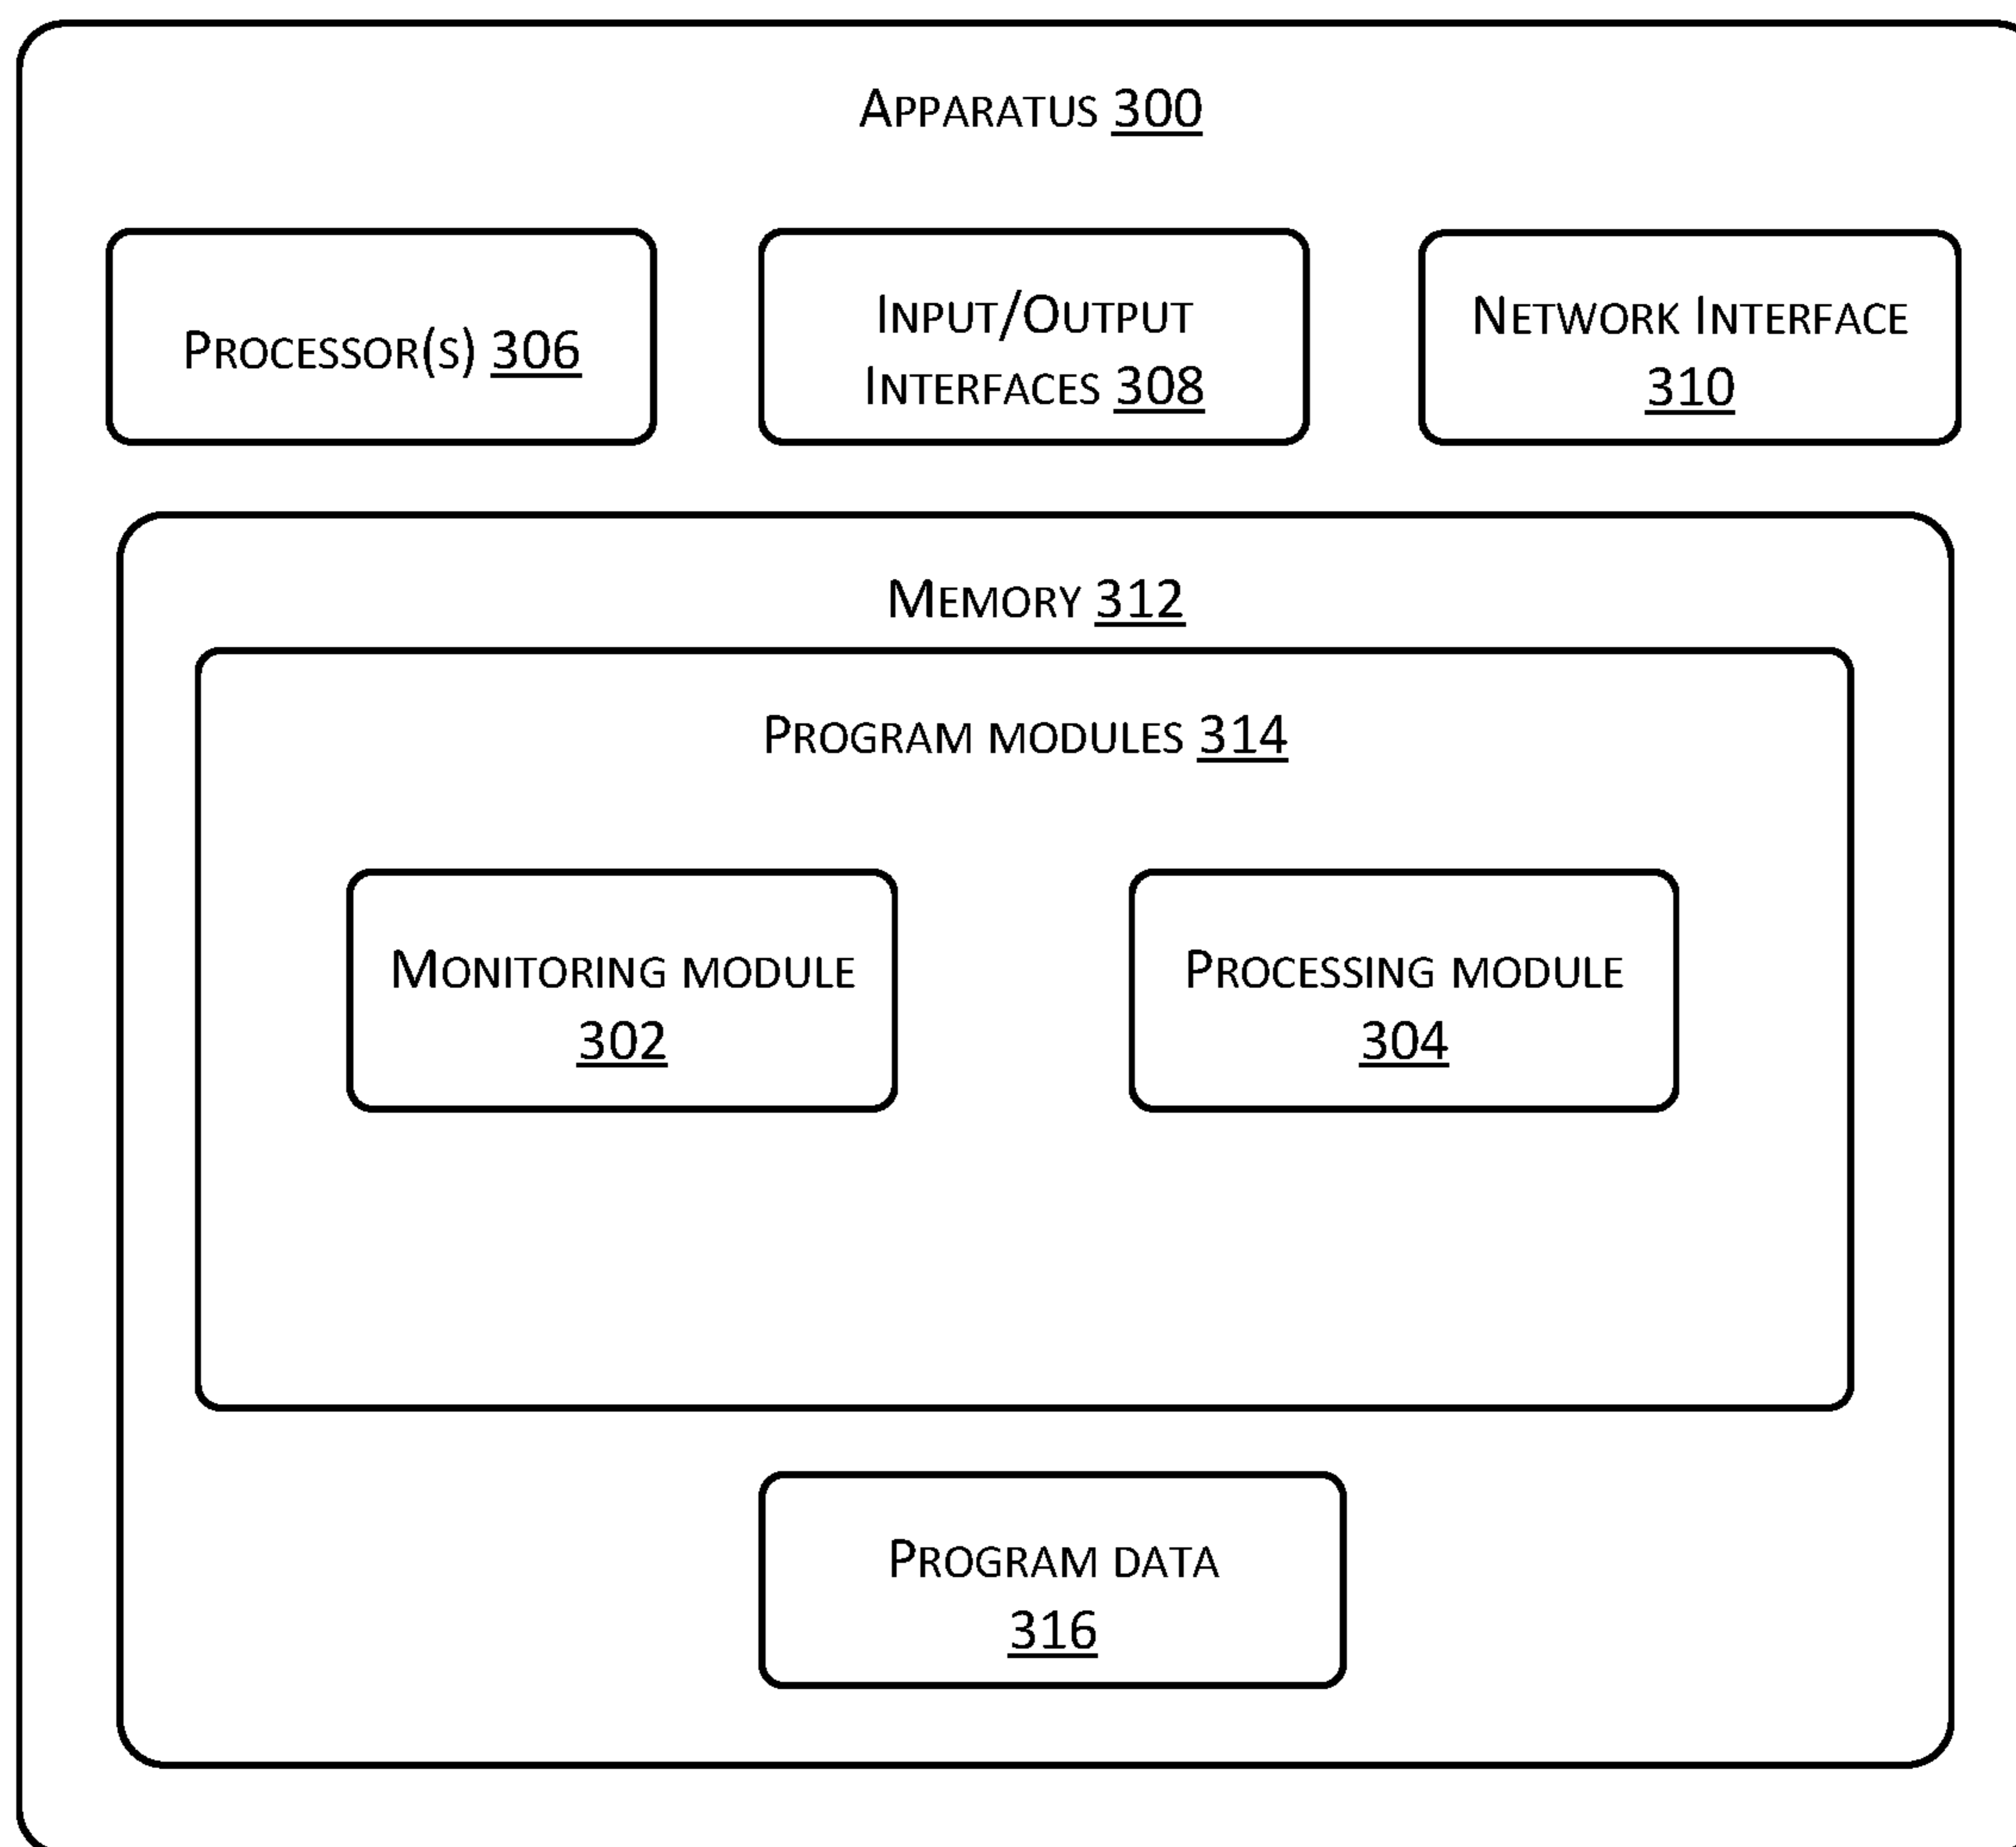 APPARATUS 300
PROCESSOR(S) 306
INPUT/OUTPUT
INTERFACES 308
NETWORK INTERFACE
310
MEMORY 312
PROGRAM MODULES 314
MONITORING MODULE
302
PROCESSING MODULE
304
PROGRAM DATA
316